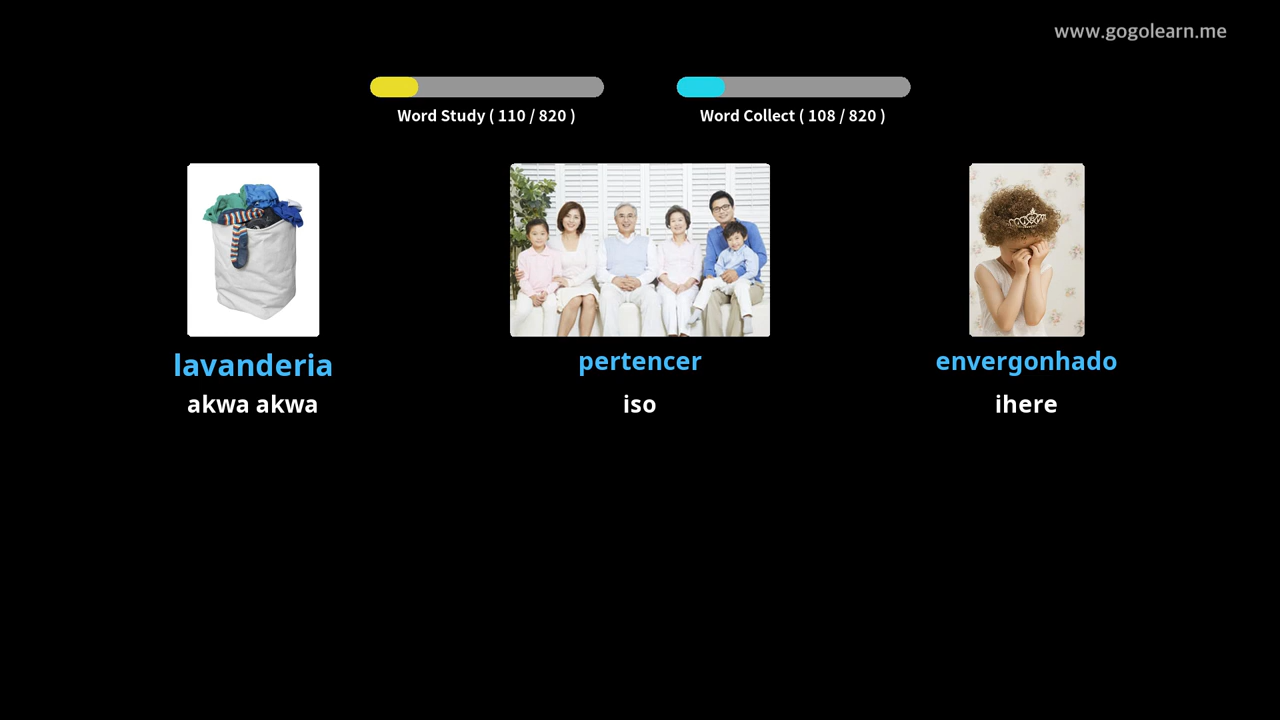 www.gogolearn.me
Word Study ( 110 / 820 )
Word Collect ( 108 / 820 )
lavanderia
akwa akwa
pertencer
iso
envergonhado
ihere